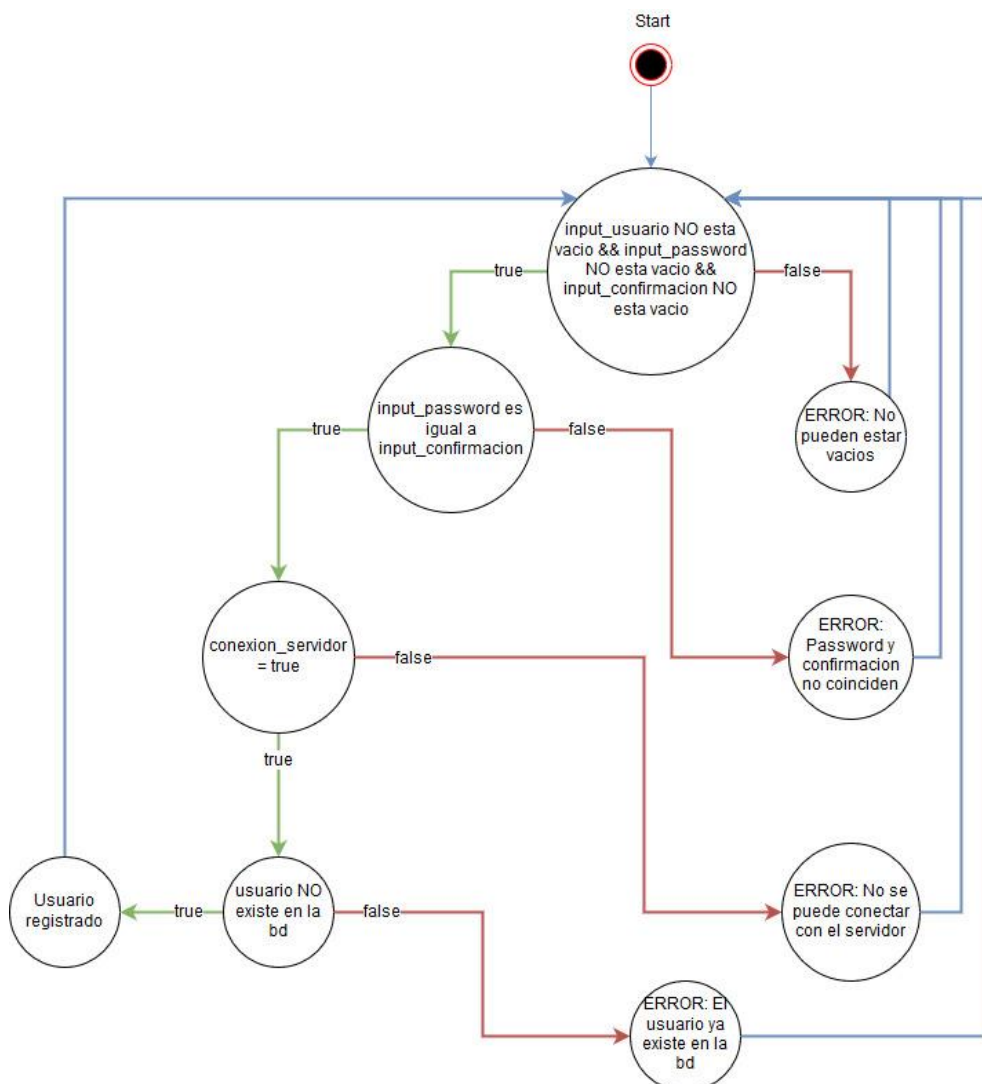 Start
input_usuario NO esta
vacio && input_password
NO esta vacio &&
input_confirmacion NO
esta vacio
true
false
input_password es
igual a
input_confirmacion
ERROR: No
pueden estar
vacios
true
false
conexion_servidor
= true
ERROR:
Password y
confirmacion
no coinciden
false
true
Usuario
registrado
true
usuario NO
existe en la
bd
false
ERROR: No se
puede conectar
con el servidor
ERROR: El
usuario ya
existe en la
bd